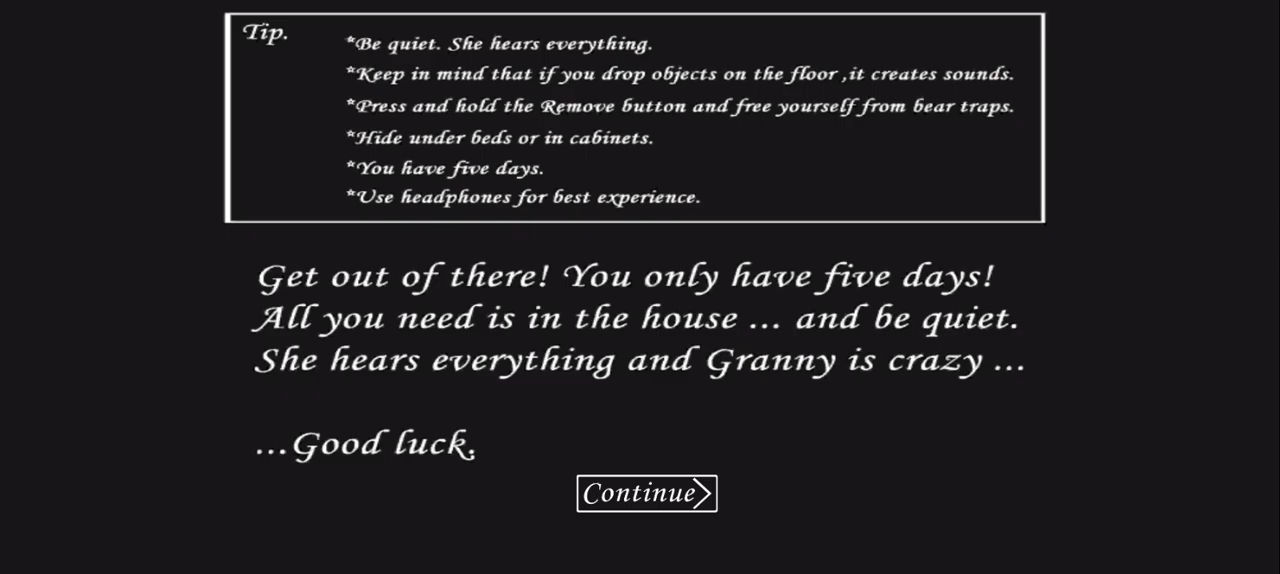 Tip.
*Be quiet. She hears everything.
*Keep in mind that if you drop objects on the floor ,it creates sounds.
*Press and hold the Remove button and free yourself from bear traps.
*Hide under beds or in cabinets.
*You have five days.
*Use headphones for best experience.
Get out of there! You only have five days!
All you need is in the house ... and be quiet.
She hears everything and Granny is crazy ...
...Good luck.
Continue>